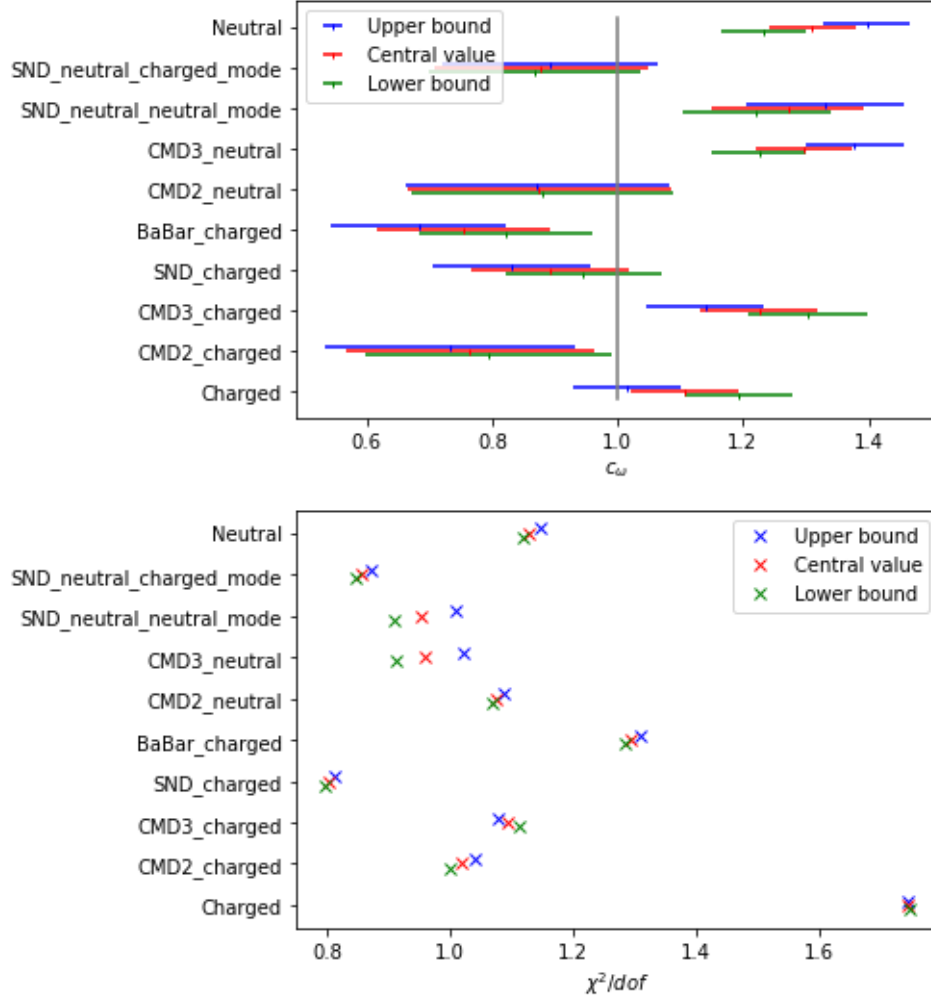 Neutral
SND_neutral_charged_mode
SND_neutral_neutral_mode
CMD3_neutral
CMD2_neutral
BaBar_charged
SND_charged
CMD3_charged
CMD2_charged
Charged
Upper bound
Central value
Lower bound
0.6 0.8 1.0 1.2 1.4
c_ω
Neutral
SND_neutral_charged_mode
SND_neutral_neutral_mode
CMD3_neutral
CMD2_neutral
BaBar_charged
SND_charged
CMD3_charged
CMD2_charged
Charged
Upper bound
Central value
Lower bound
0.8 1.0 1.2 1.4 1.6
χ²/dof